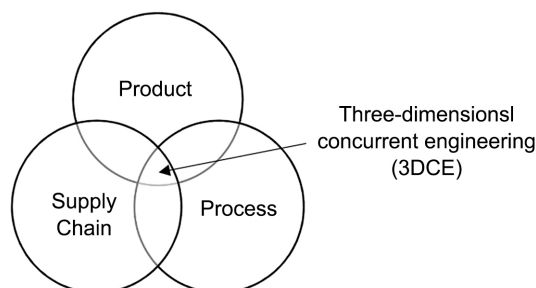 Product
Three-dimensionsl
concurrent engineering
(3DCE)
Supply
Chain
Process